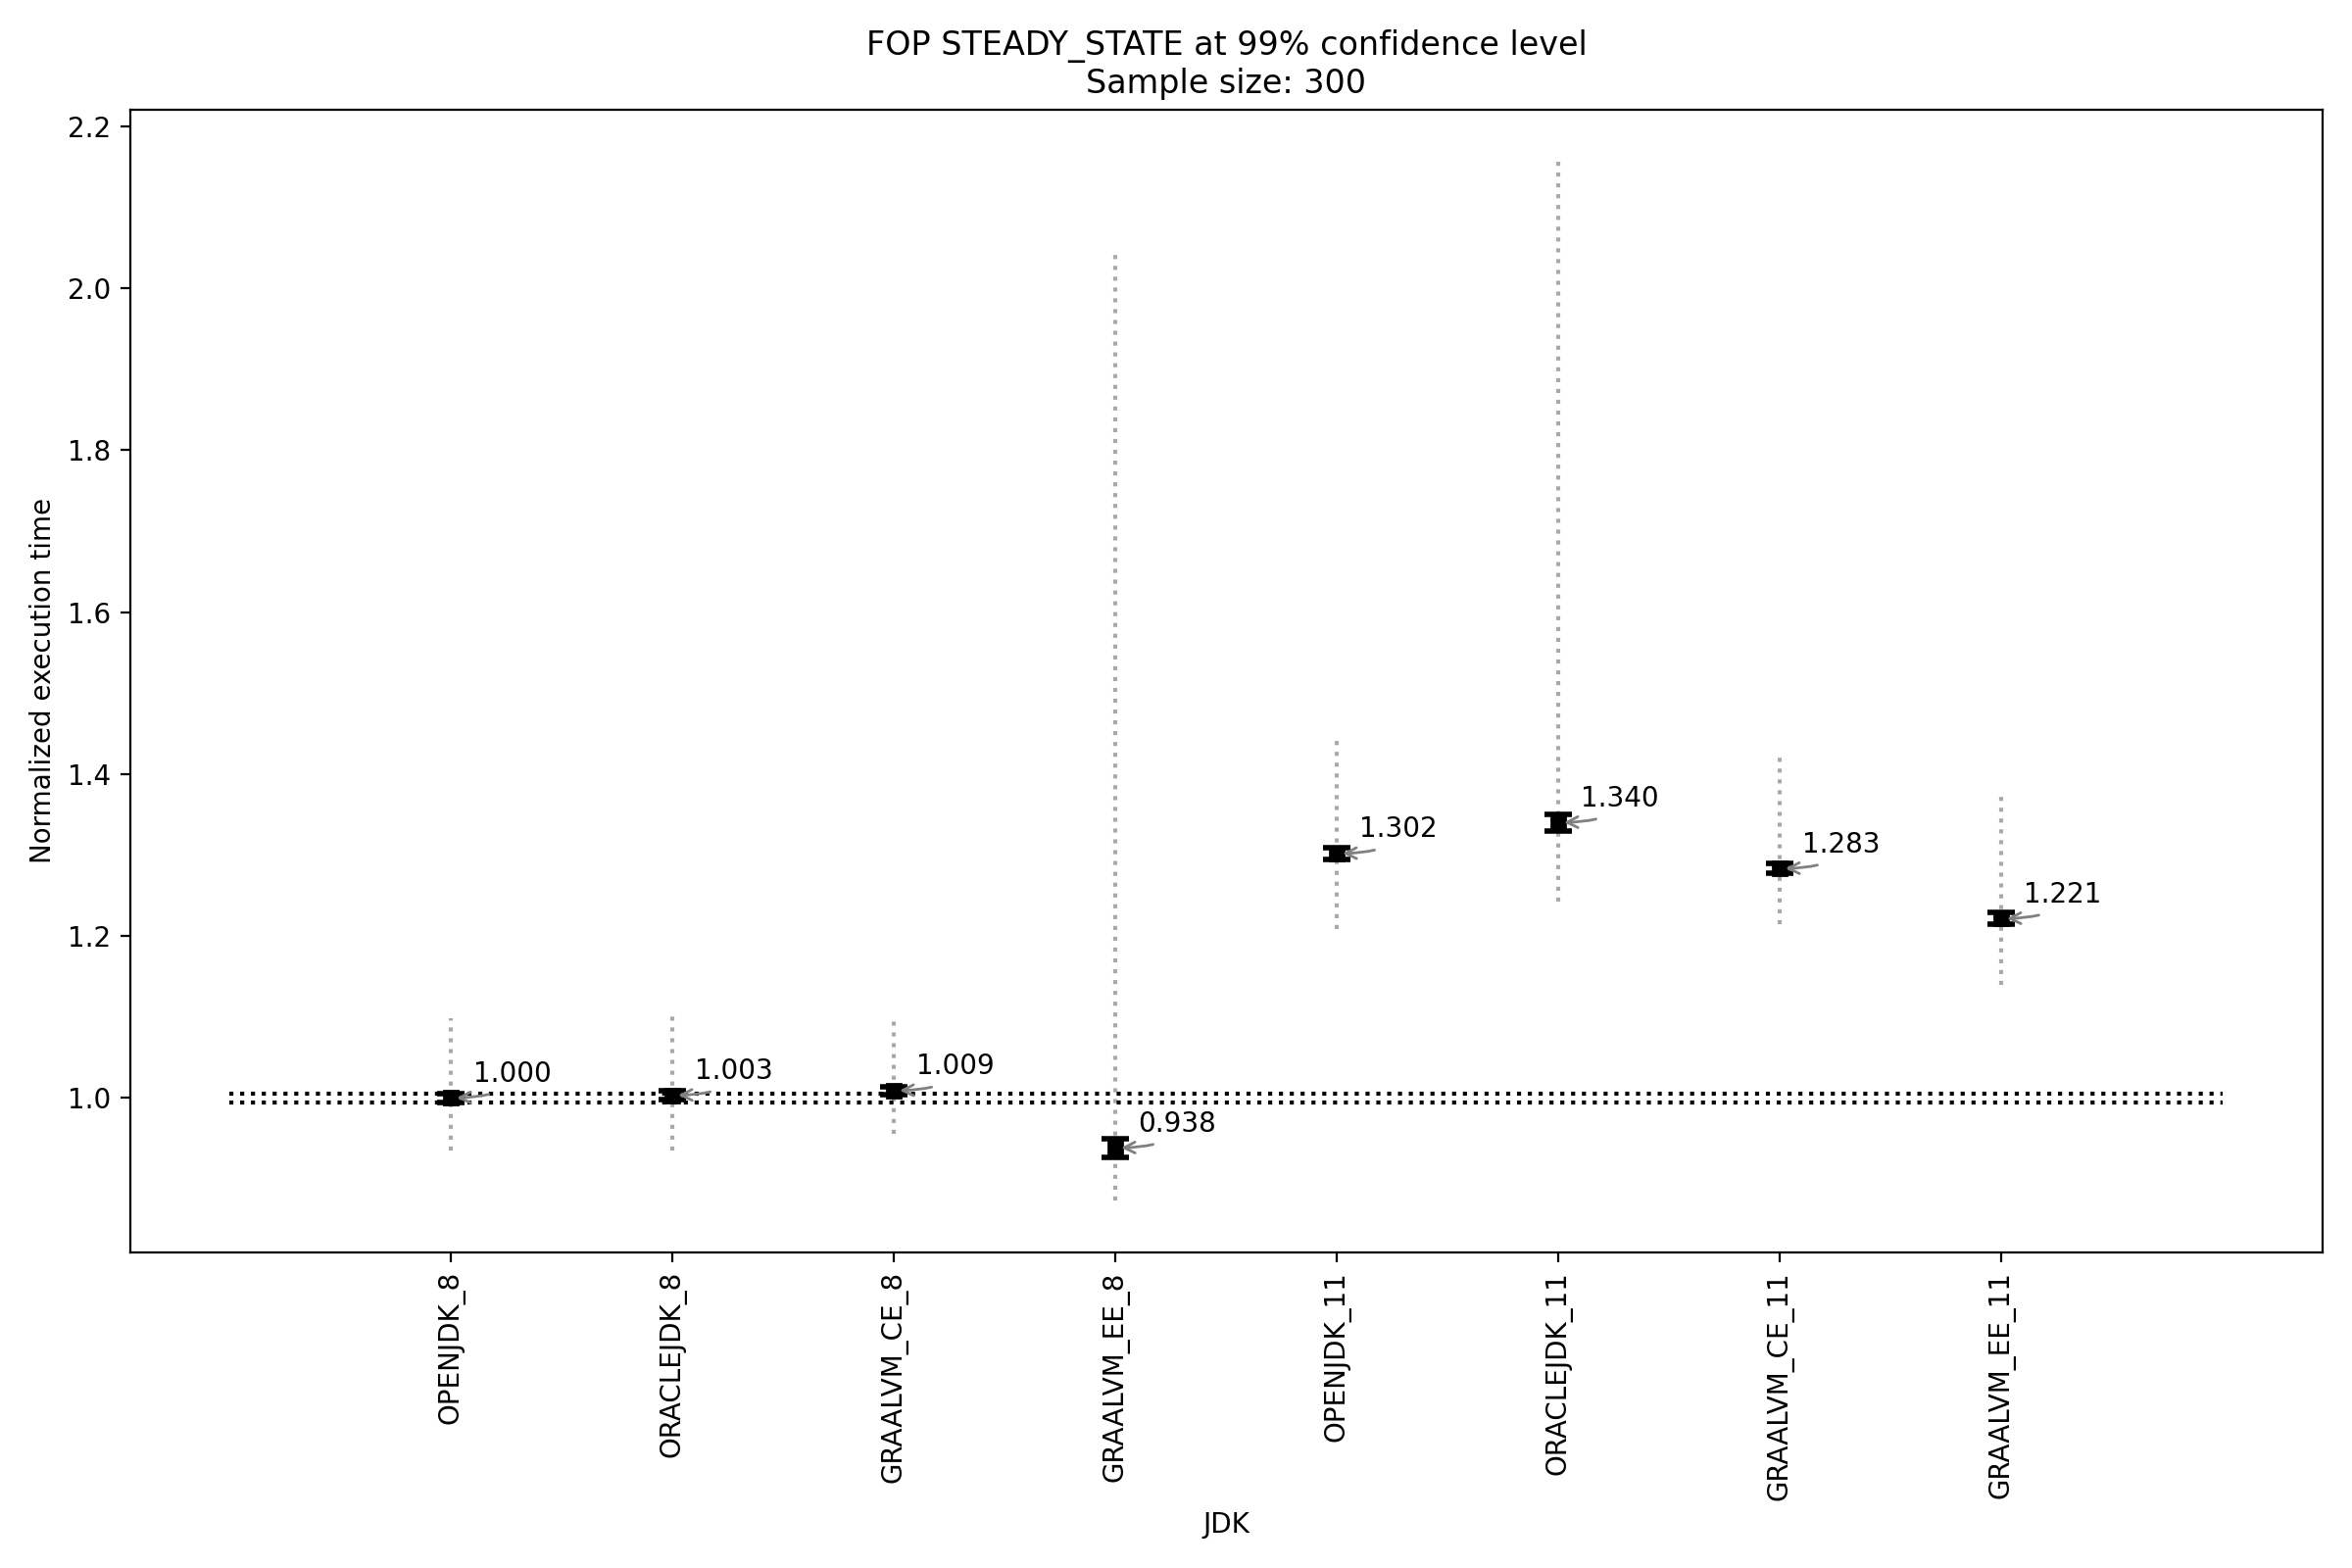 FOP STEADY_STATE at 99% confidence level
Sample size: 300
Normalized execution time
2.2
2.0
1.8
1.6
1.4
1.2
1.0
1.000
1.003
1.009
0.938
1.302
1.340
1.283
1.221
OPENJDK_8
ORACLEJDK_8
GRAALVM_CE_8
GRAALVM_EE_8
OPENJDK_11
ORACLEJDK_11
GRAALVM_CE_11
GRAALVM_EE_11
JDK